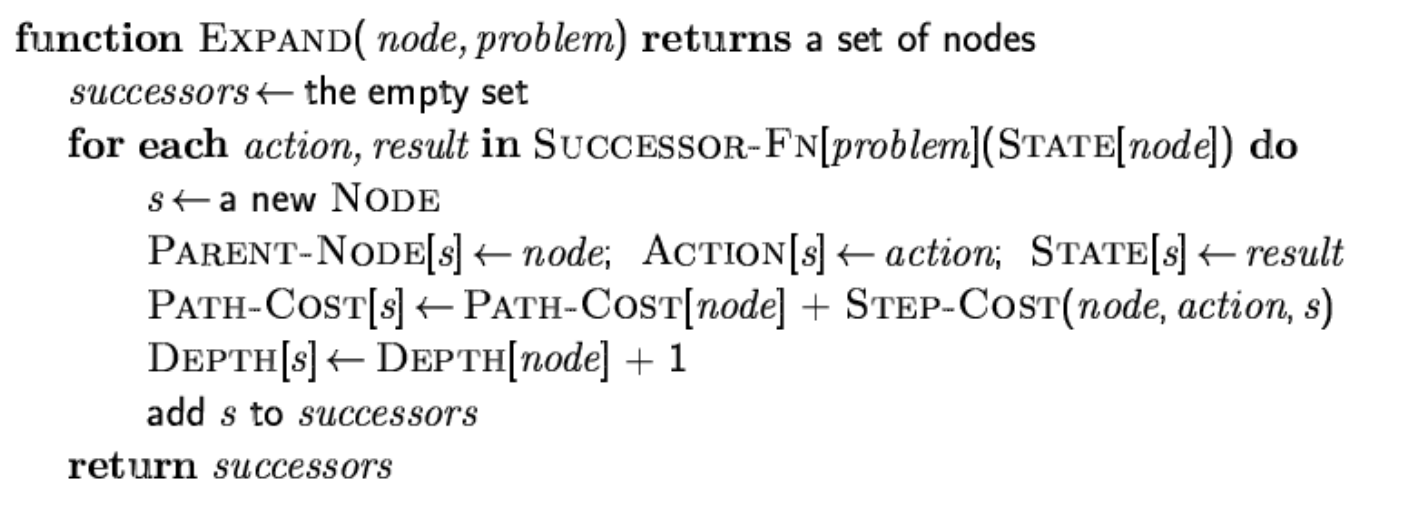 function EXPAND( node, problem) returns a set of nodes
successors ← the empty set
for each action, result in SUCCESSOR-FN[problem](STATE[node]) do
s ← a new NODE
PARENT-NODE[s] ← node; ACTION[s] ← action; STATE[s] ← result
PATH-COST[s] ← PATH-COST[node] + STEP-COST(node, action, s)
DEPTH[s] ← DEPTH[node] + 1
add s to successors
return successors